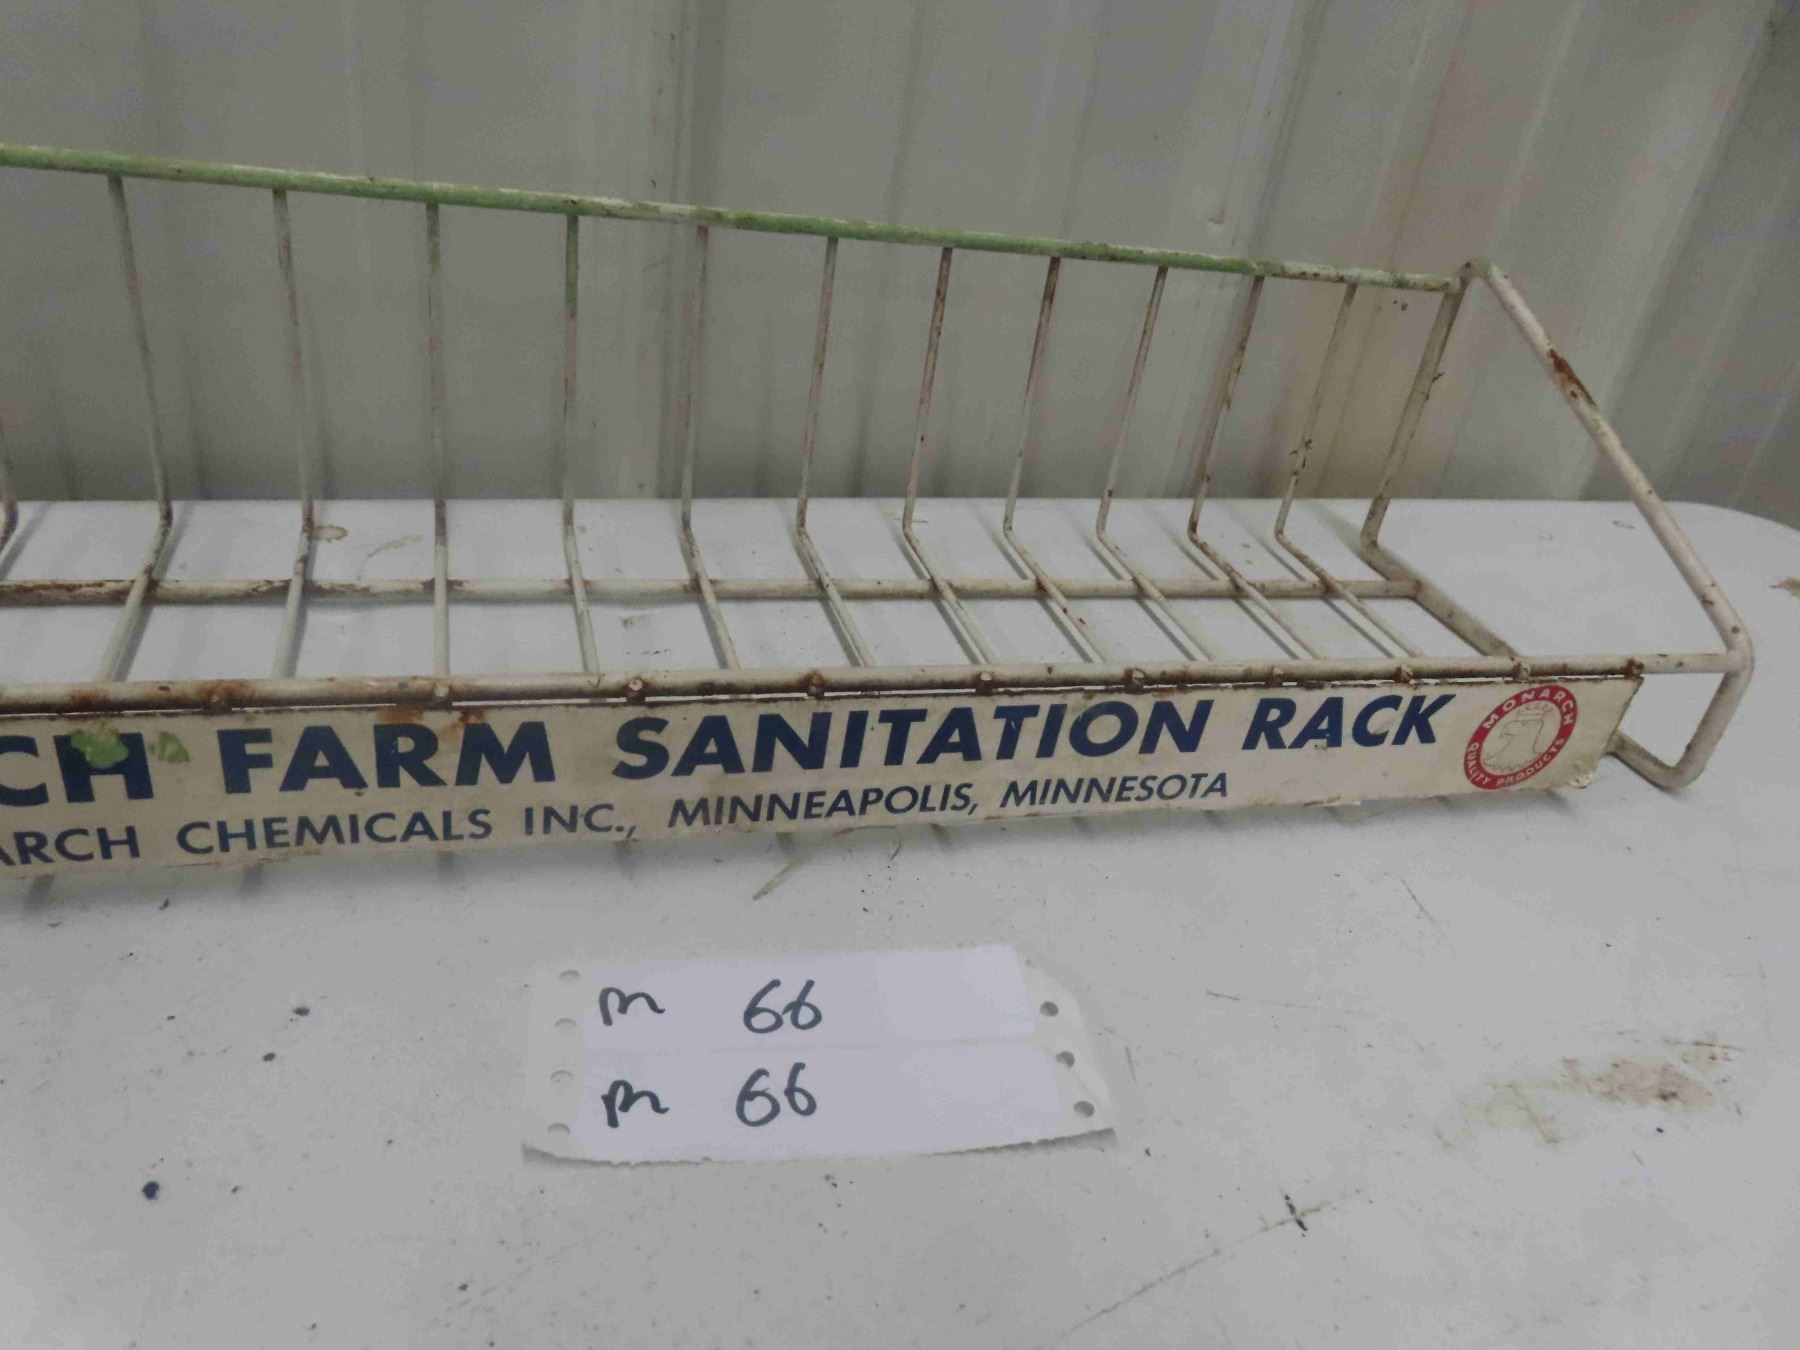 CH FARM SANITATION RACK
ARCH CHEMICALS INC., MINNEAPOLIS, MINNESOTA
MONARCH
QUALITY PRODUCTS
m 66
m 66